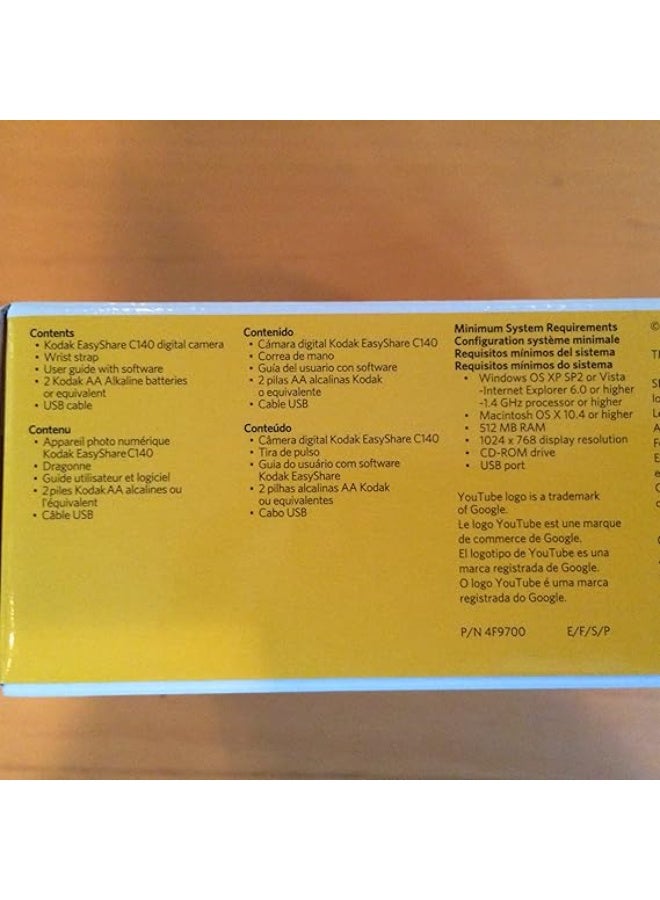 Contents
• Kodak EasyShare C140 digital camera
• Wrist strap
• User guide with software
• 2 Kodak AA Alkaline batteries
or equivalent
• USB cable
Contenu
• Appareil photo numérique
Kodak EasyShare C140
• Dragonne
• Guide utilisateur et logiciel
• 2 piles Kodak AA alcalines ou
l'équivalent
• Câble USB
Contenido
• Cámara digital Kodak EasyShare C140
• Correa de mano
• Guía del usuario con software
• 2 pilas AA alcalinas Kodak
o equivalente
• Cable USB
Conteúdo
• Câmera digital Kodak EasyShare C140
• Tira de pulso
• Guia do usuário com software
Kodak EasyShare
• 2 pilhas alcalinas AA Kodak
ou equivalentes
• Cabo USB
Minimum System Requirements
Configuration système minimale
Requisitos mínimos del sistema
Requisitos mínimos do sistema
• Windows OS XP SP2 or Vista
-Internet Explorer 6.0 or higher
-1.4 GHz processor or higher
• Macintosh OS X 10.4 or higher
• 512 MB RAM
• 1024 x 768 display resolution
• CD-ROM drive
• USB port
YouTube logo is a trademark
of Google.
Le logo YouTube est une marque
de commerce de Google.
El logotipo de YouTube es una
marca registrada de Google.
O logo YouTube é uma marca
registrada do Google.
P/N 4F9700 E/F/S/P
©